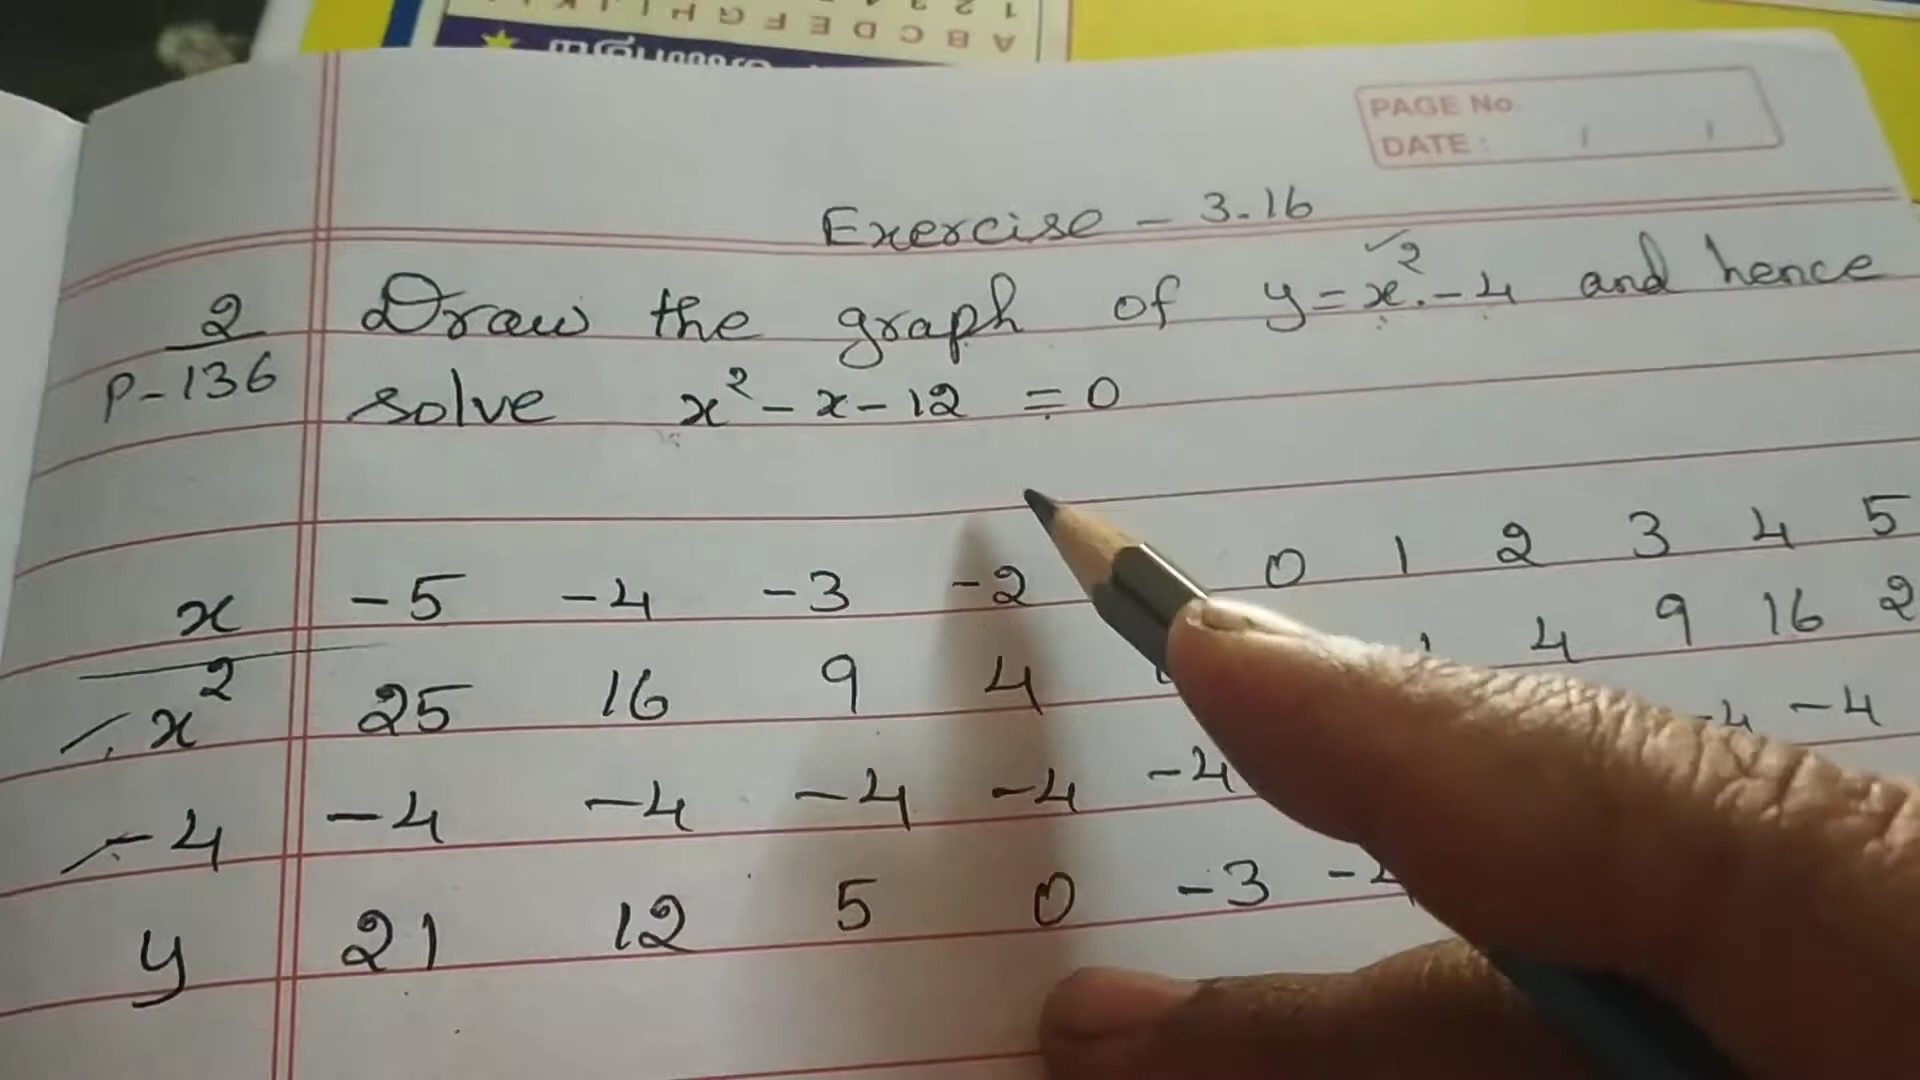 A B C D E F G H I J K
PAGE No.
DATE : / /
Exercise - 3.16
2 Draw the graph of y = x² - 4 and hence
P-136 solve x² - x - 12 = 0
x -5 -4 -3 -2 0 1 2 3 4 5
x² 25 16 9 4 1 4 9 16 2
-4 -4 -4 -4 -4 -4 -4 -4
y 21 12 5 0 -3